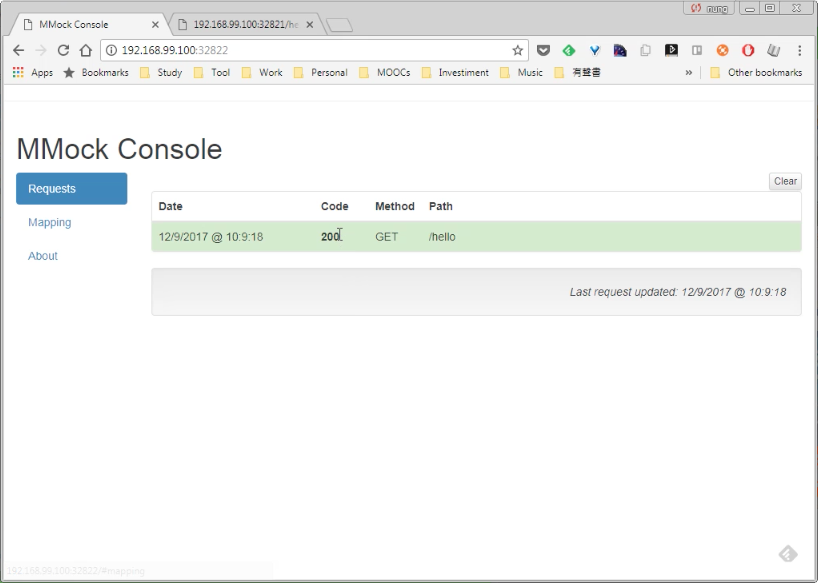 nung
MMock Console
192.168.99.100:32821/he
192.168.99.100:32822
Apps Bookmarks Study Tool Work Personal MOOCs Investiment Music 有聲書 » Other bookmarks
MMock Console
Requests
Mapping
About
Clear
Date Code Method Path
12/9/2017 @ 10:9:18 200 GET /hello
Last request updated: 12/9/2017 @ 10:9:18
192.168.99.100:32822/#mapping